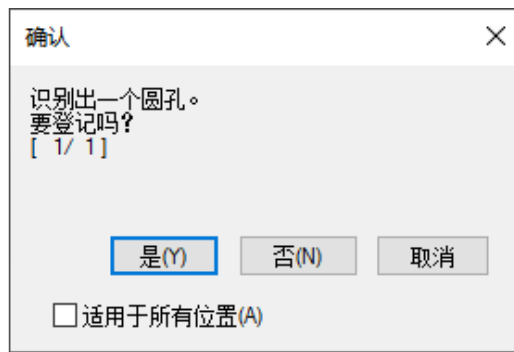 确认
识别出一个圆孔。
要登记吗?
[ 1/ 1]
是(Y) 否(N) 取消
适用于所有位置(A)